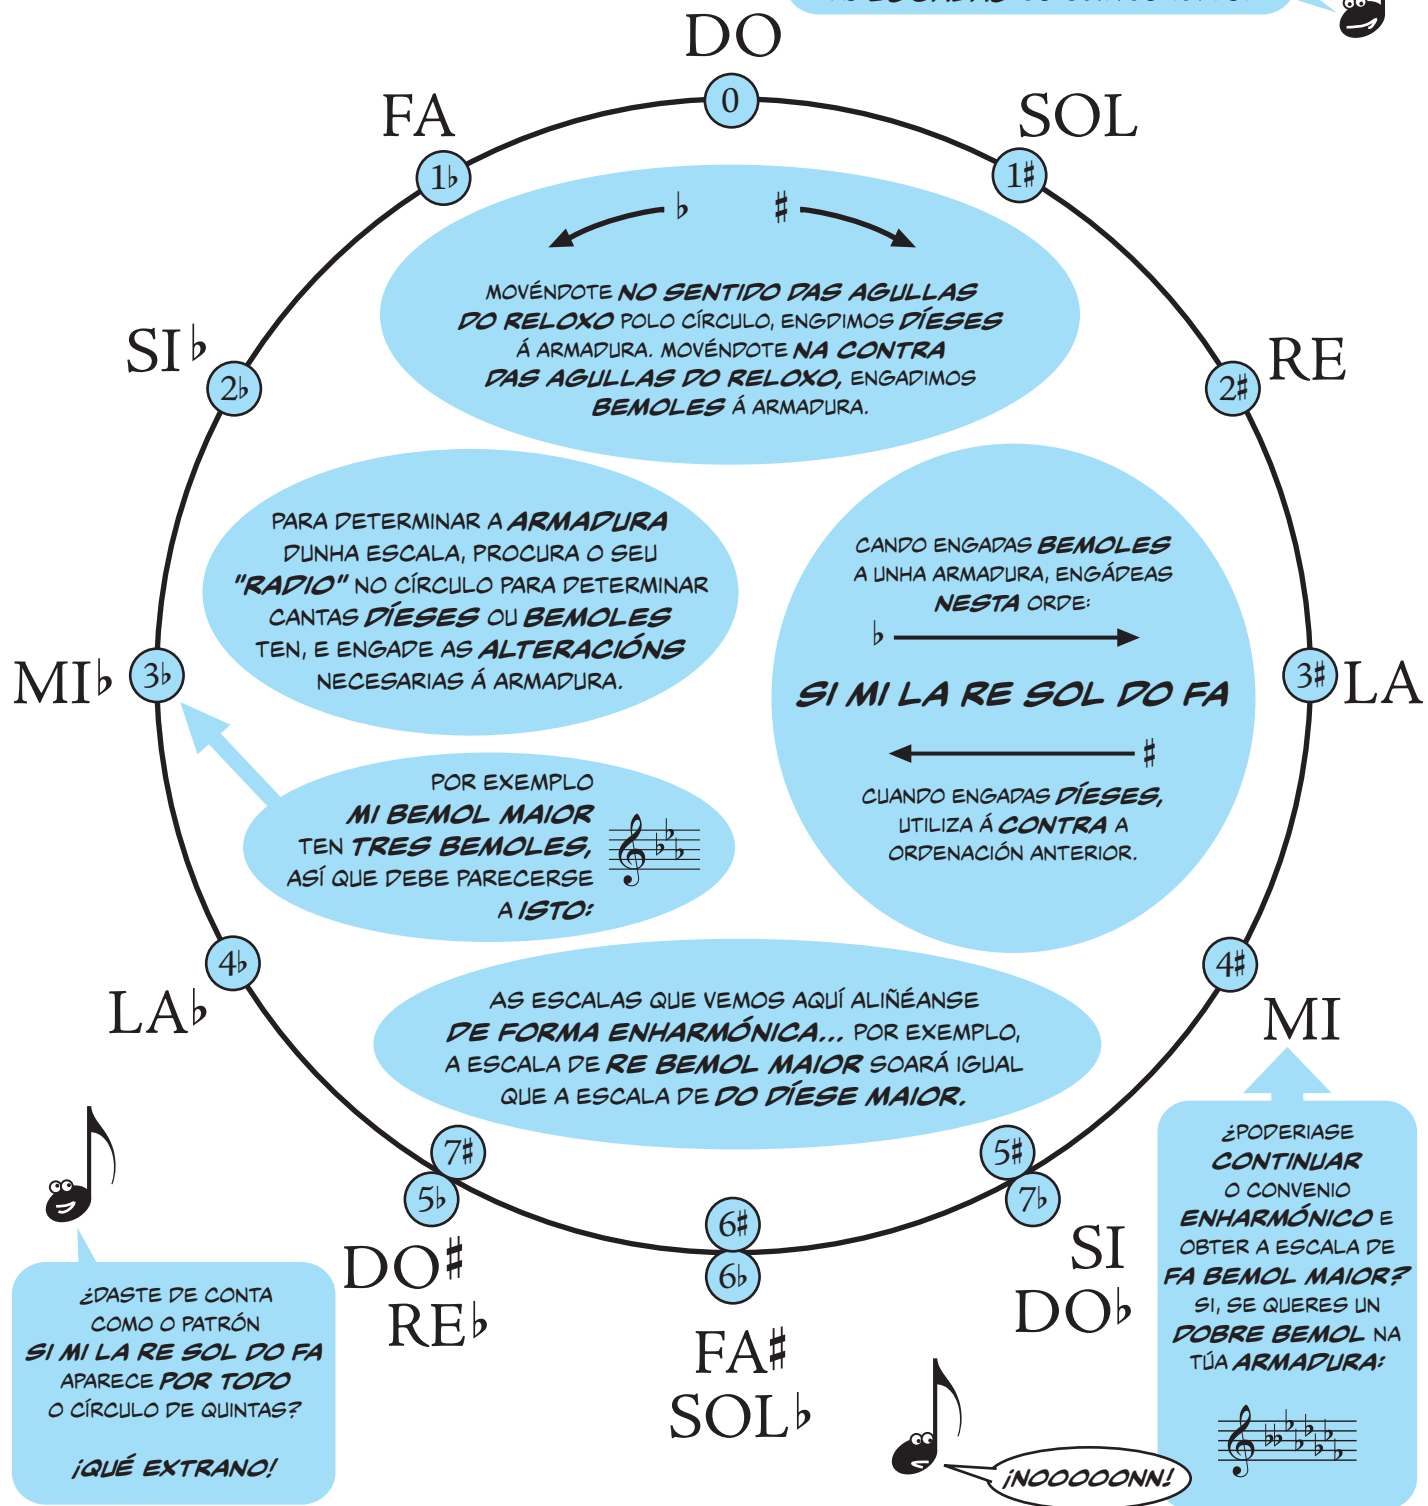 DO
0
FA
SOL
1♭
1♯
♭ ♯
MOVÉNDOTE NO SENTIDO DAS AGULLAS
DO RELOXO POLO CÍRCULO, ENGDIMOS DÍESES
Á ARMADURA. MOVÉNDOTE NA CONTRA
DAS AGULLAS DO RELOXO, ENGADIMOS
BEMOLES Á ARMADURA.
SI♭
2♭
RE
2♯
PARA DETERMINAR A ARMADURA
DUNHA ESCALA, PROCURA O SEU
"RADIO" NO CÍRCULO PARA DETERMINAR
CANTAS DÍESES OU BEMOLES
TEN, E ENGADE AS ALTERACIÓNS
NECESARIAS Á ARMADURA.
CANDO ENGADAS BEMOLES
A UNHA ARMADURA, ENGÁDEAS
NESTA ORDE:
♭
SI MI LA RE SOL DO FA
♯
CUANDO ENGADAS DÍESES,
UTILIZA Á CONTRA A
ORDENACIÓN ANTERIOR.
MI♭
3♭
3♯
LA
POR EXEMPLO
MI BEMOL MAIOR
TEN TRES BEMOLES,
ASÍ QUE DEBE PARECERSE
A ISTO:
4♭
LA♭
4♯
MI
AS ESCALAS QUE VEMOS AQUÍ ALIÑÉANSE
DE FORMA ENHARMÓNICA... POR EXEMPLO,
A ESCALA DE RE BEMOL MAIOR SOARÁ IGUAL
QUE A ESCALA DE DO DÍESE MAIOR.
7♯
5♭
DO♯
RE♭
6♯
6♭
FA♯
SOL♭
5♯
7♭
SI
DO♭
¿PODERIASE
CONTINUAR
O CONVENIO
ENHARMÓNICO E
OBTER A ESCALA DE
FA BEMOL MAIOR?
SI, SE QUERES UN
DOBRE BEMOL NA
TÚA ARMADURA:
¿DASTE DE CONTA
COMO O PATRÓN
SI MI LA RE SOL DO FA
APARECE POR TODO
O CÍRCULO DE QUINTAS?
¡QUÉ EXTRANO!
¡NOOOOONN!